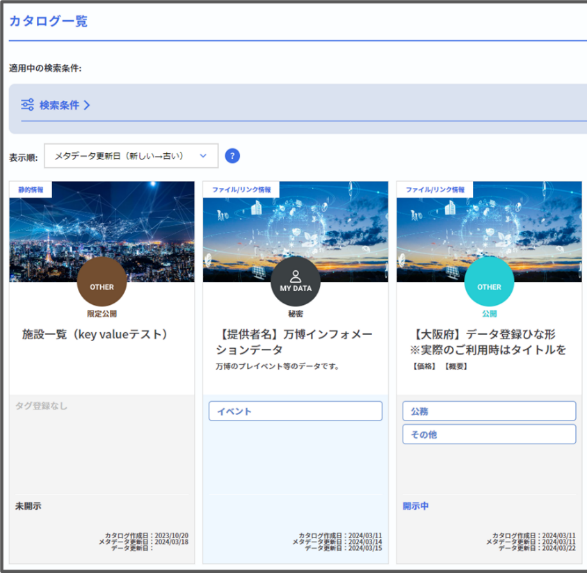 カタログ一覧
適用中の検索条件:
検索条件 >
表示順: メタデータ更新日（新しい→古い） ?
静的情報
OTHER
限定公開
施設一覧（key valueテスト）
タグ登録なし
未開示
カタログ作成日：2023/10/20
メタデータ更新日：2024/03/18
データ更新日：
ファイル/リンク情報
MY DATA
秘密
【提供者名】万博インフォメー
ションデータ
万博のプレイベント等のデータです。
イベント
カタログ作成日：2024/03/11
メタデータ更新日：2024/03/14
データ更新日：2024/03/15
ファイル/リンク情報
OTHER
公開
【大阪府】データ登録ひな形
※実際のご利用時はタイトルを
【価格】 【概要】
公務
その他
開示中
カタログ作成日：2024/03/11
メタデータ更新日：2024/03/11
データ更新日：2024/03/22